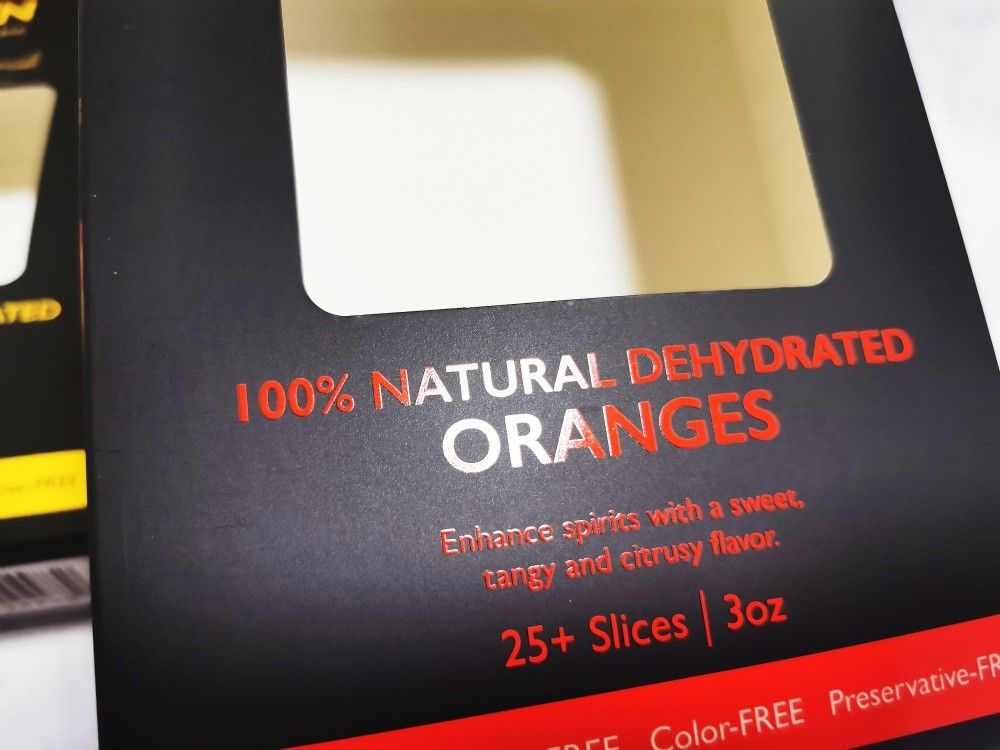 100% NATURAL DEHYDRATED
ORANGES
Enhance spirits with a sweet,
tangy and citrusy flavor.
25+ Slices | 3oz
FREE Color-FREE Preservative-FR